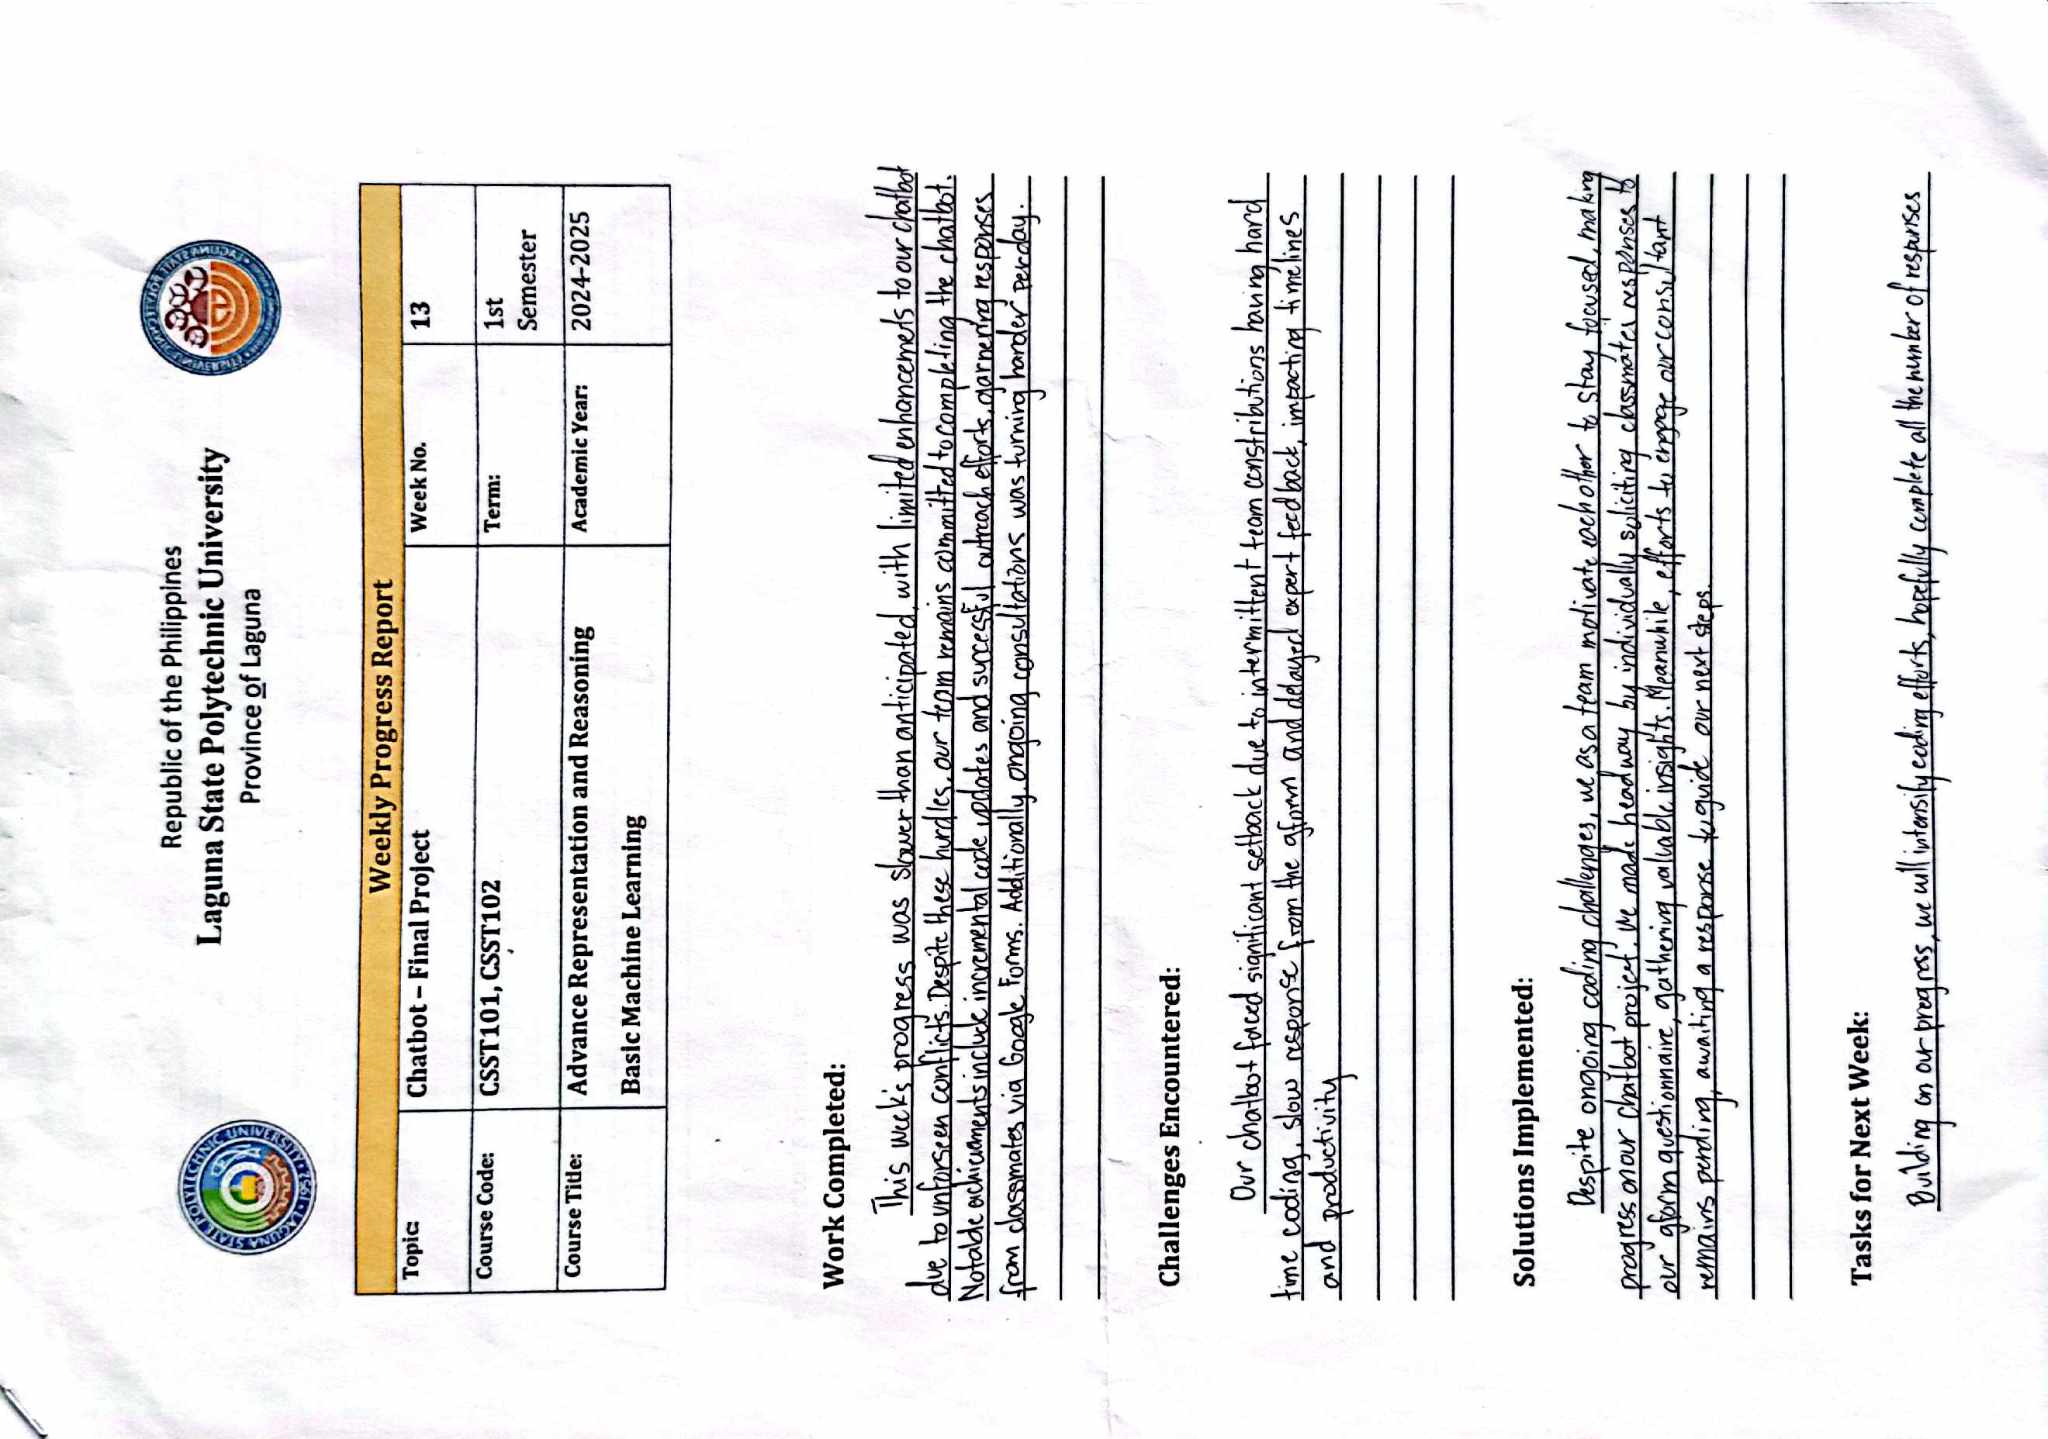 Republic of the Philippines
Laguna State Polytechnic University
Province of Laguna
Weekly Progress Report
Topic: Chatbot – Final Project Week No. 13
Course Code: CSST101, CSST102 Term: 1st Semester
Course Title: Advance Representation and Reasoning Academic Year: 2024-2025
Basic Machine Learning
Work Completed:
This week's progress was slower than anticipated, with limited enhancements to our chatbot
due to unforseen conflicts. Despite these hurdles, our team remains committed to completing the chatbot.
Notable achievements include incremental code updates and successful outreach efforts, garnering responses
from classmates via Google Forms. Additionally, ongoing consultations was turning harder per day.
Challenges Encountered:
Our chatbot faced significant setback due to intermittent team constributions having hard
time coding, slow response from the gform and delayed expert feedback, impacting timelines
and productivity
Solutions Implemented:
Despite ongoing coding challenges, we as a team motivate each other to stay focused, making
progress on our chatbot project. We made headway by individually soliciting classmates responses to
our gform questionnaire, gathering valuable insights. Meanwhile, efforts to engage our consultant
remains pending, awaiting a response to guide our next steps.
Tasks for Next Week:
Building on our progress, we will intensify coding efforts, hopefully complete all the number of responses